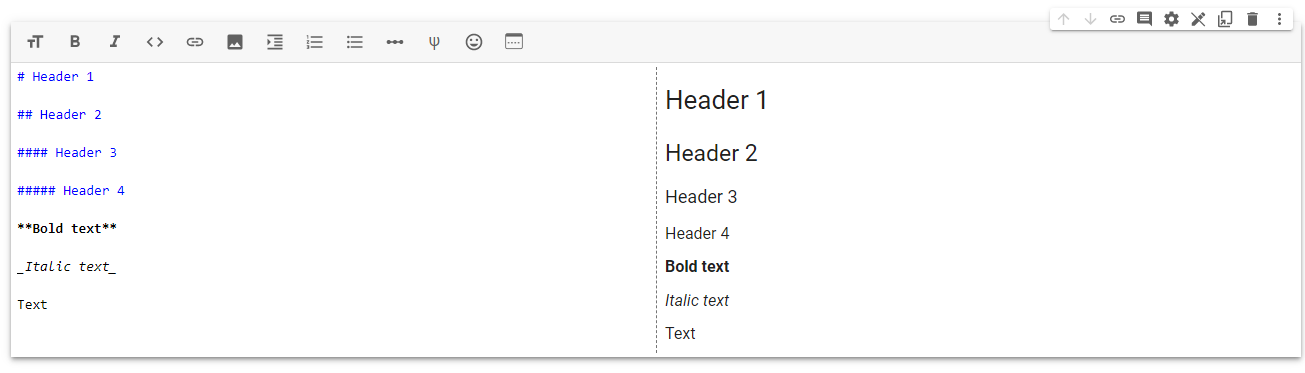 # Header 1
## Header 2
#### Header 3
##### Header 4
**Bold text**
_Italic text_
Text
Header 1
Header 2
Header 3
Header 4
Bold text
Italic text
Text